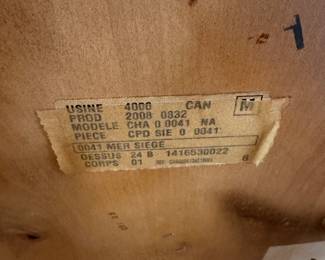 USINE 4000 CAN M
PROD 2008 0832
MODELE CHA 0 0041 NA
PIECE CPD SIE 0 0041
0041 MER SIEGE
DESSUS 24 B 1416530022
CORPS 01 6